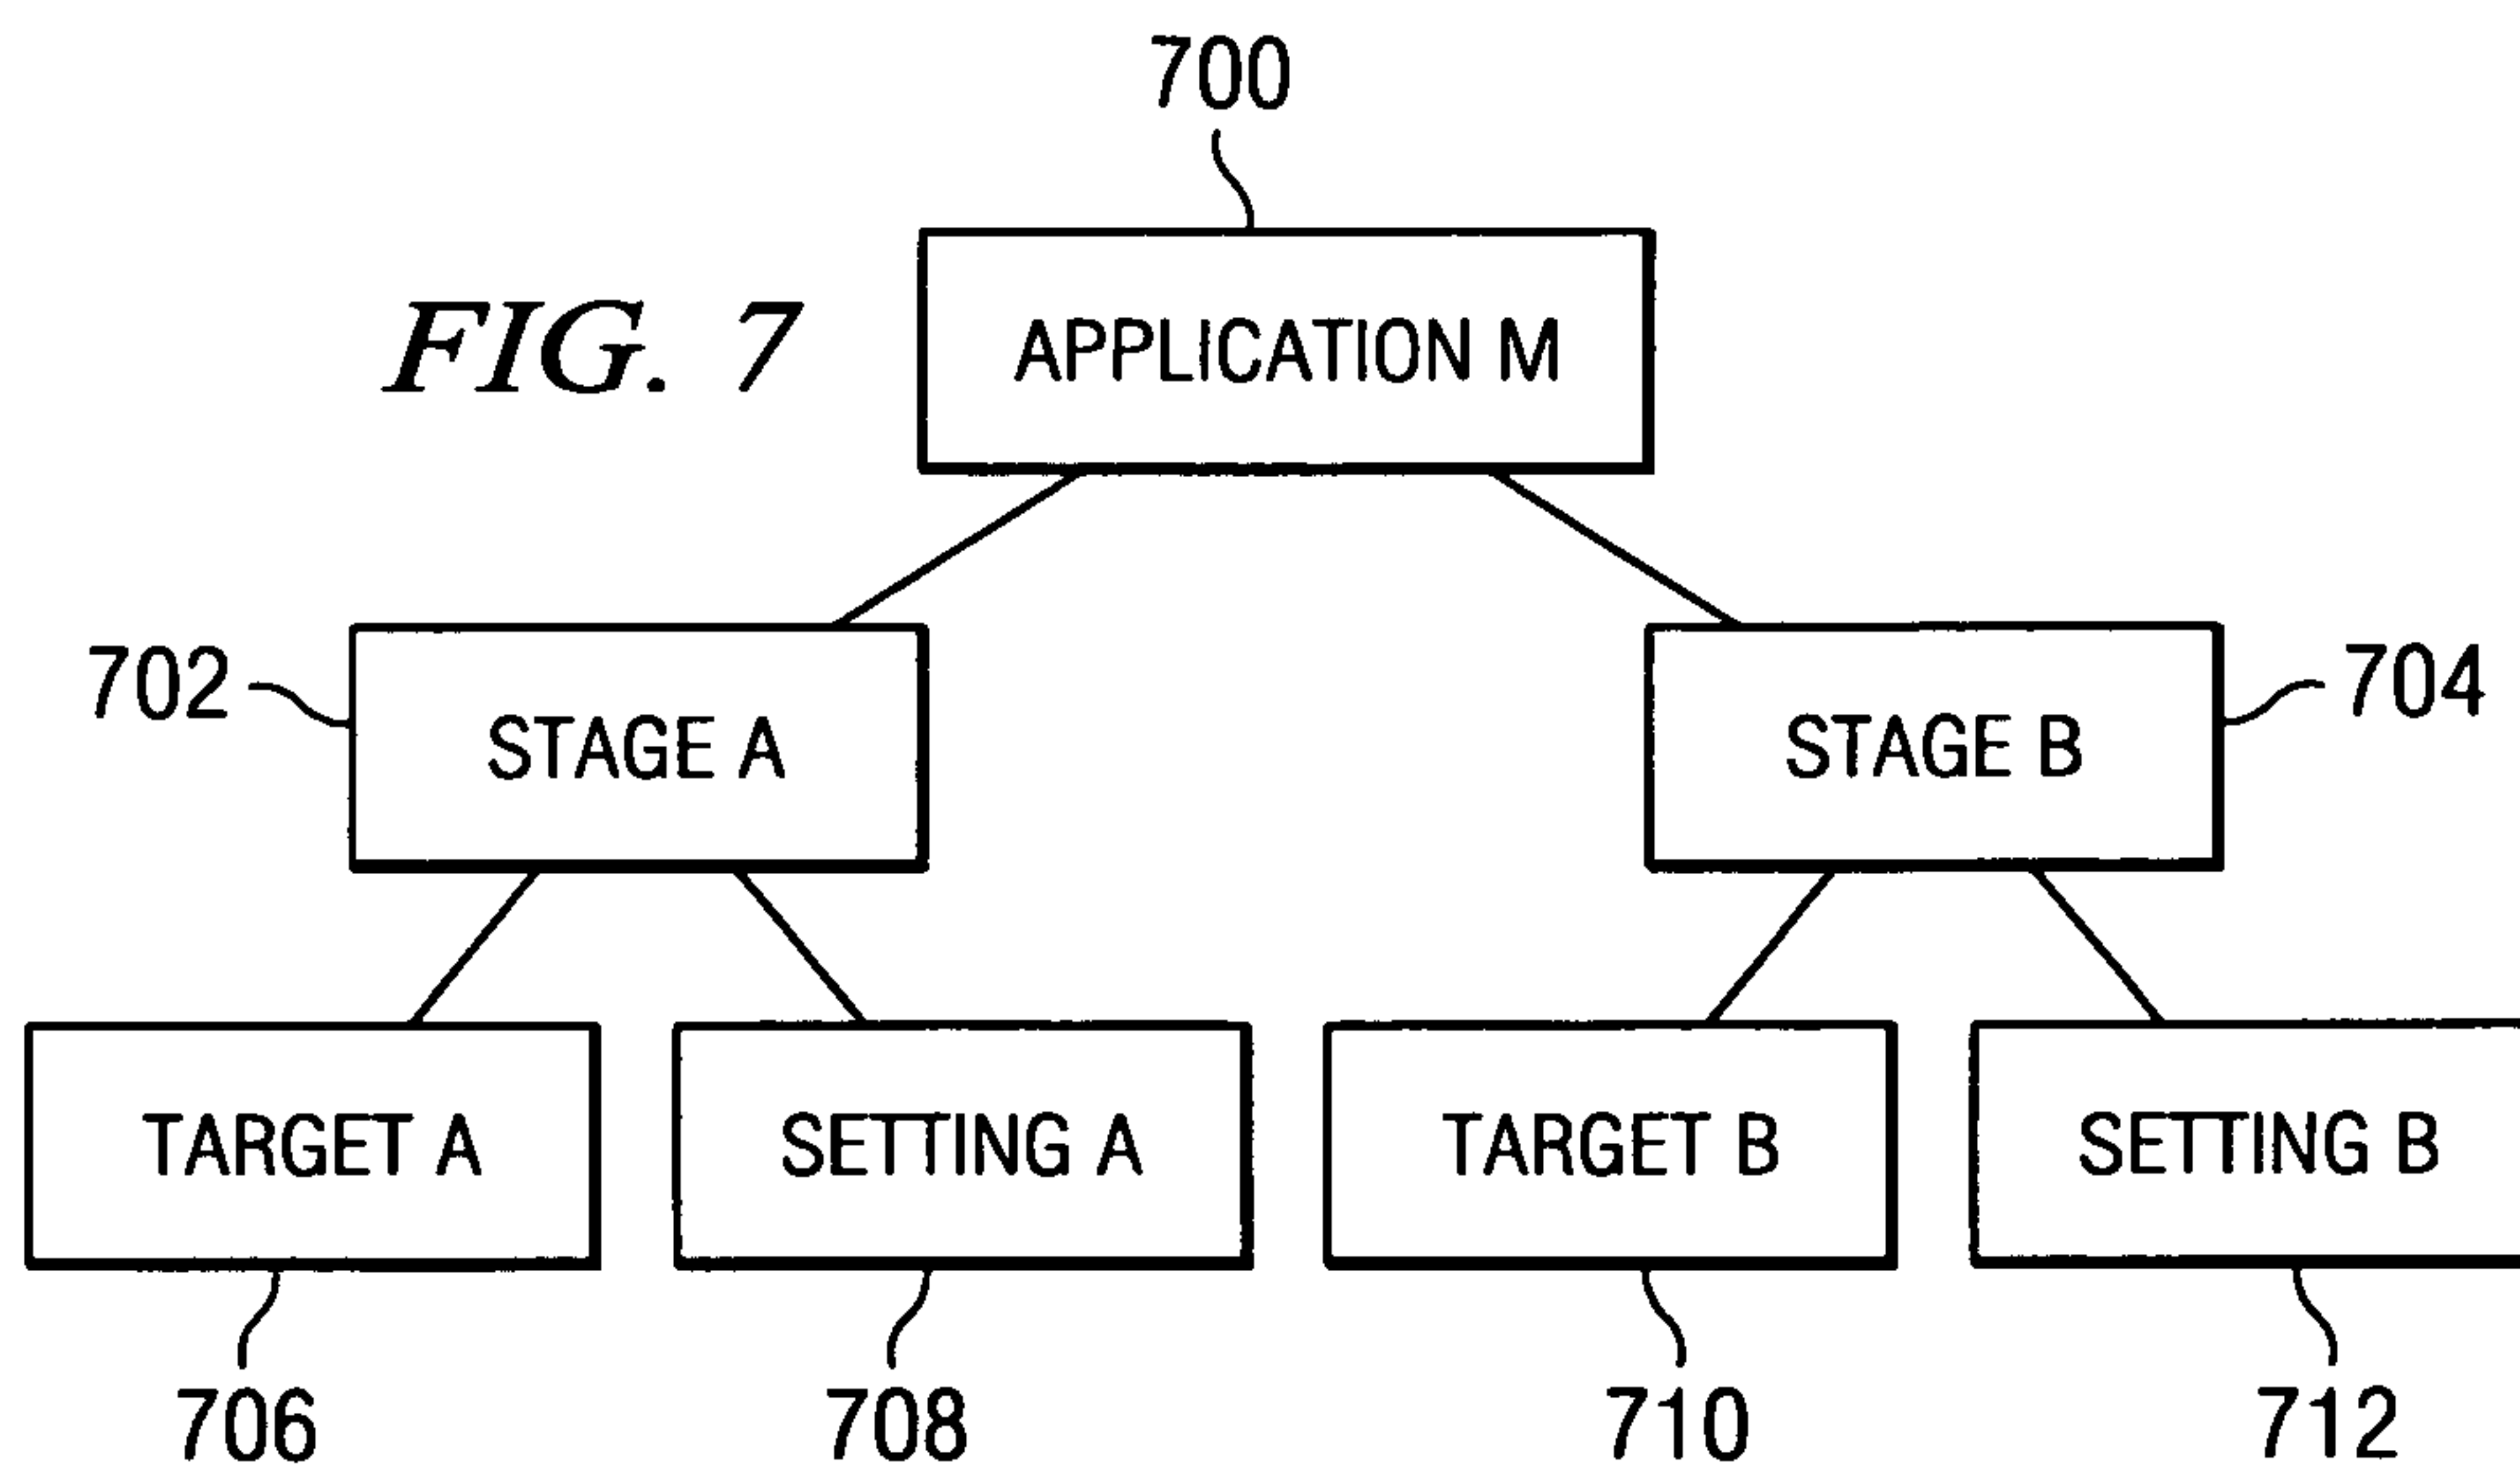 700
FIG. 7
APPLICATION M
702
STAGE A
STAGE B
704
TARGET A
SETTING A
TARGET B
SETTING B
706
708
710
712